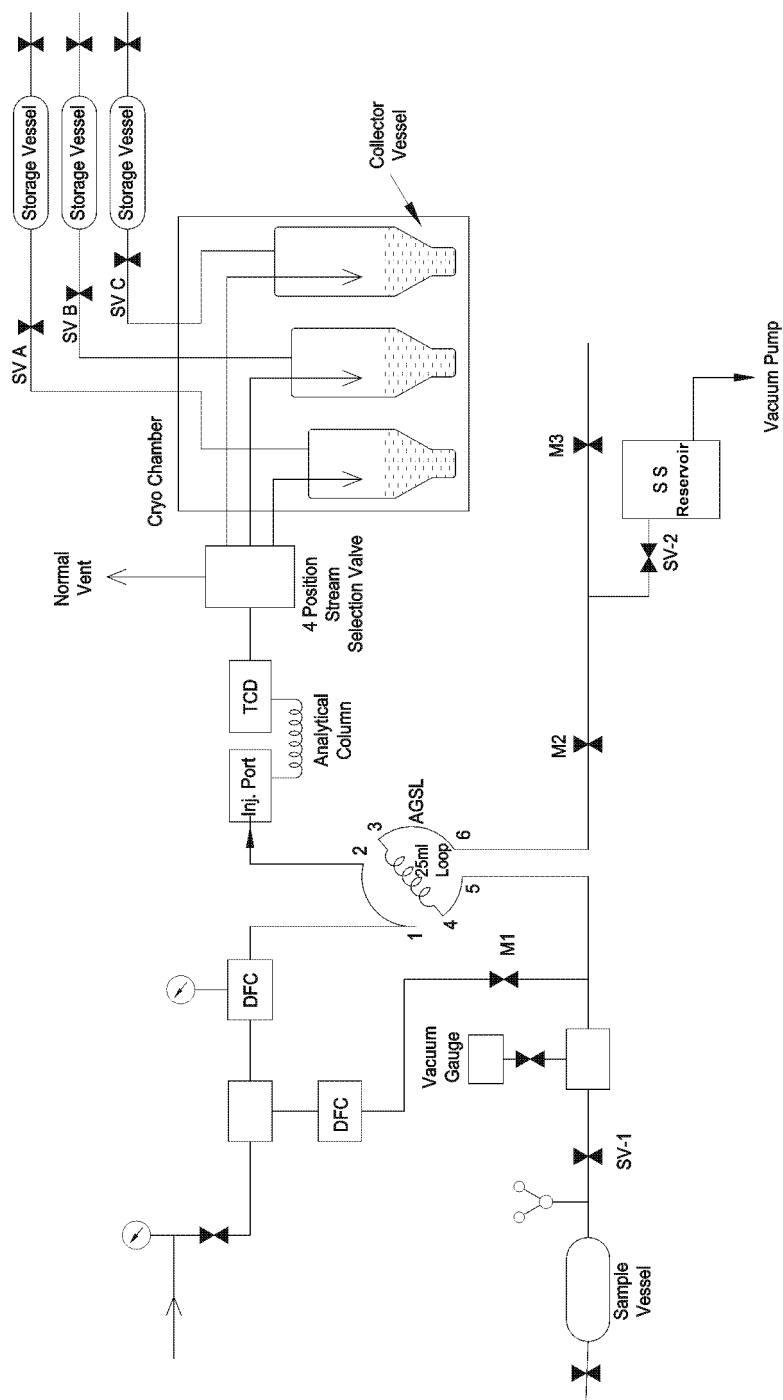 Storage Vessel
Storage Vessel
Storage Vessel
SV A
SV B
SV C
Collector
Vessel
Cryo Chamber
Normal
Vent
4 Position
Stream
Selection Valve
TCD
Inj. Port
Analytical
Column
AGSL
25ml
Loop
1
2
3
4
5
6
DFC
DFC
M1
M2
M3
Vacuum
Gauge
SV-1
SV-2
Sample
Vessel
S S
Reservoir
Vacuum Pump